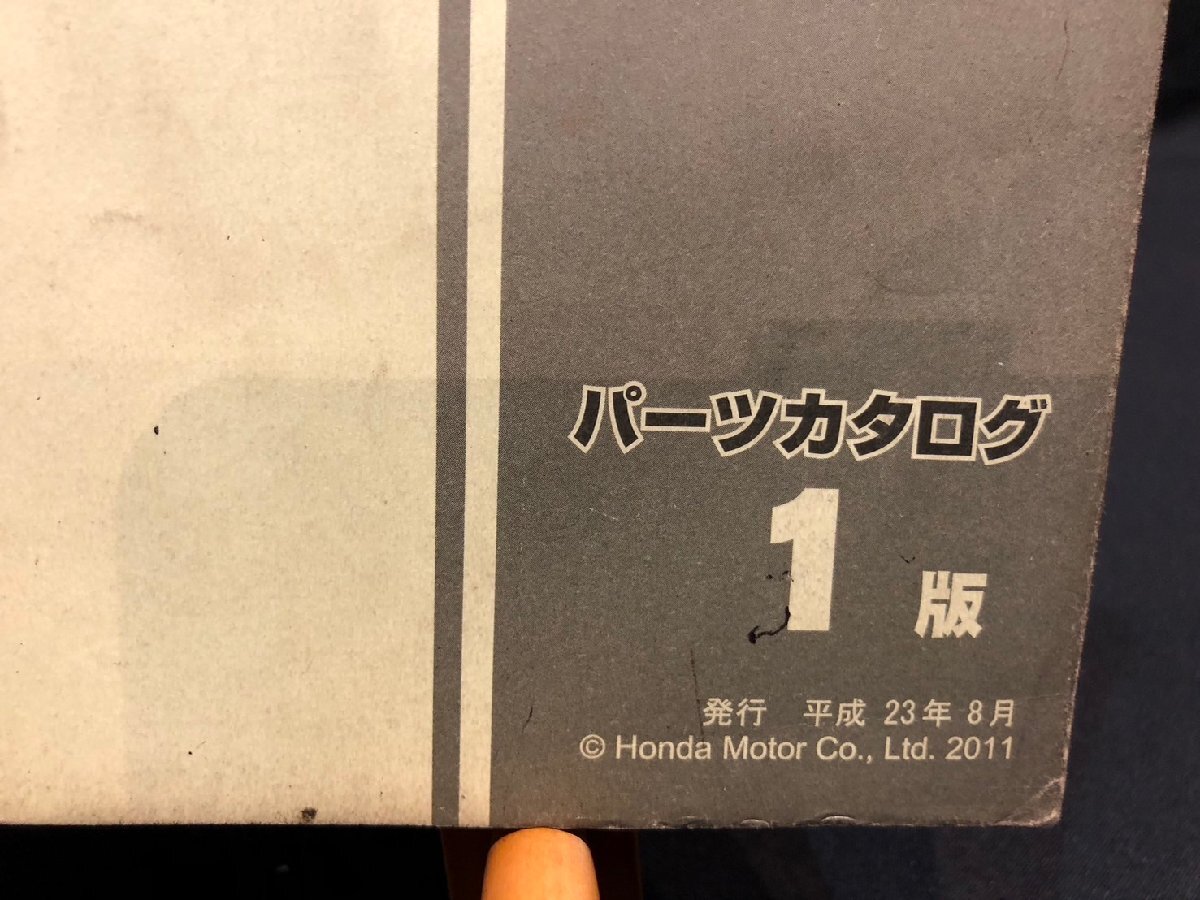 パーツカタログ
1版
発行 平成 23年 8月
© Honda Motor Co., Ltd. 2011